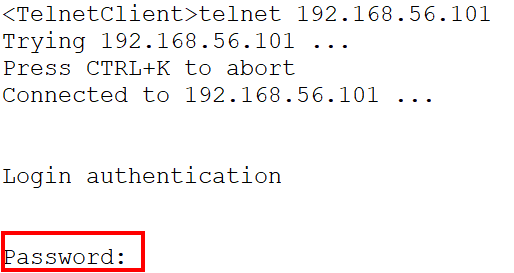 <TelnetClient>telnet 192.168.56.101
Trying 192.168.56.101 ...
Press CTRL+K to abort
Connected to 192.168.56.101 ...
Login authentication
Password: